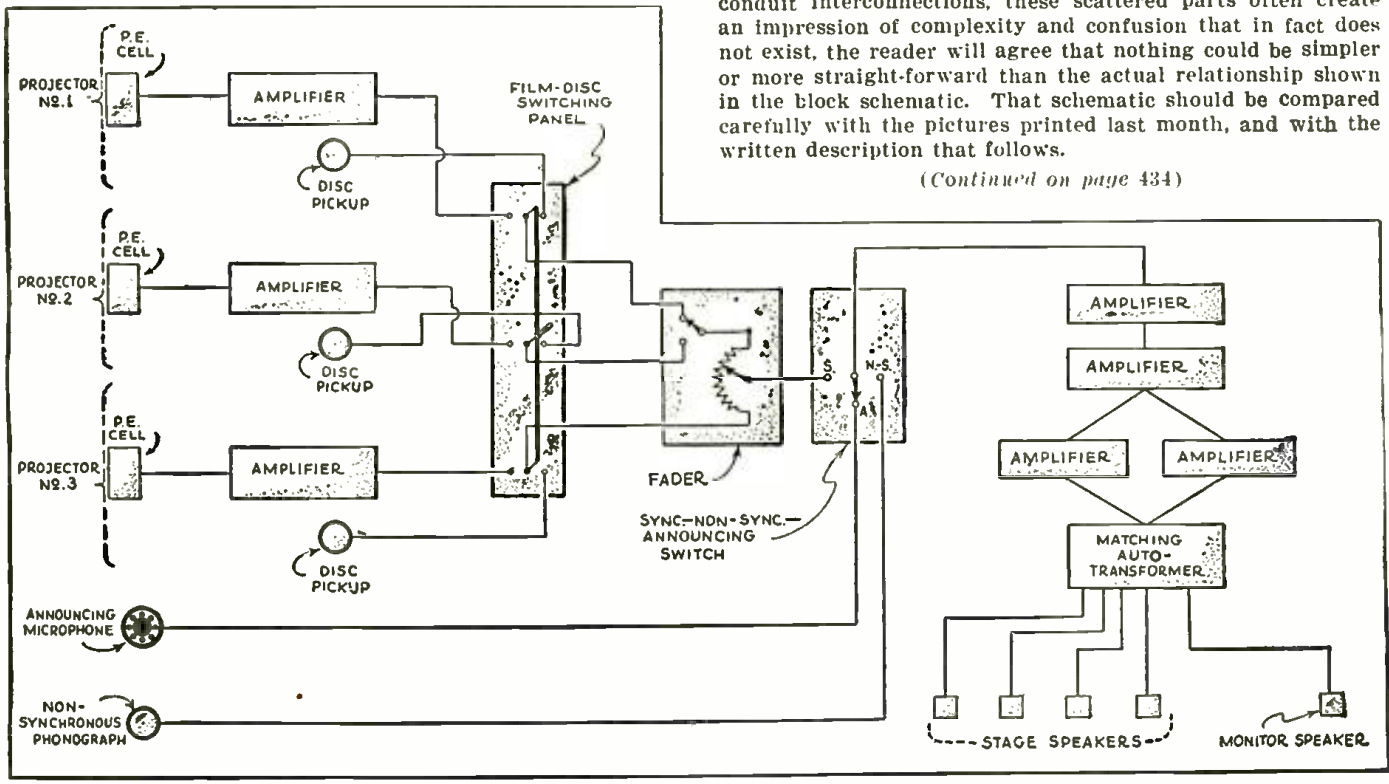 conduit interconnections, these scattered parts often create
an impression of complexity and confusion that in fact does
not exist, the reader will agree that nothing could be simpler
or more straight-forward than the actual relationship shown
in the block schematic. That schematic should be compared
carefully with the pictures printed last month, and with the
written description that follows.
(Continued on page 434)
P.E.
CELL
PROJECTOR
Nº.1
AMPLIFIER
DISC
PICKUP
FILM-DISC
SWITCHING
PANEL
P.E.
CELL
PROJECTOR
Nº.2
AMPLIFIER
DISC
PICKUP
P.E.
CELL
PROJECTOR
Nº.3
AMPLIFIER
DISC
PICKUP
FADER
S.
N.-S.
A.
SYNC.-NON-SYNC.-
ANNOUNCING
SWITCH
ANNOUNCING
MICROPHONE
NON-
SYNCHRONOUS
PHONOGRAPH
AMPLIFIER
AMPLIFIER
AMPLIFIER
AMPLIFIER
MATCHING
AUTO-
TRANSFORMER
STAGE SPEAKERS
MONITOR SPEAKER